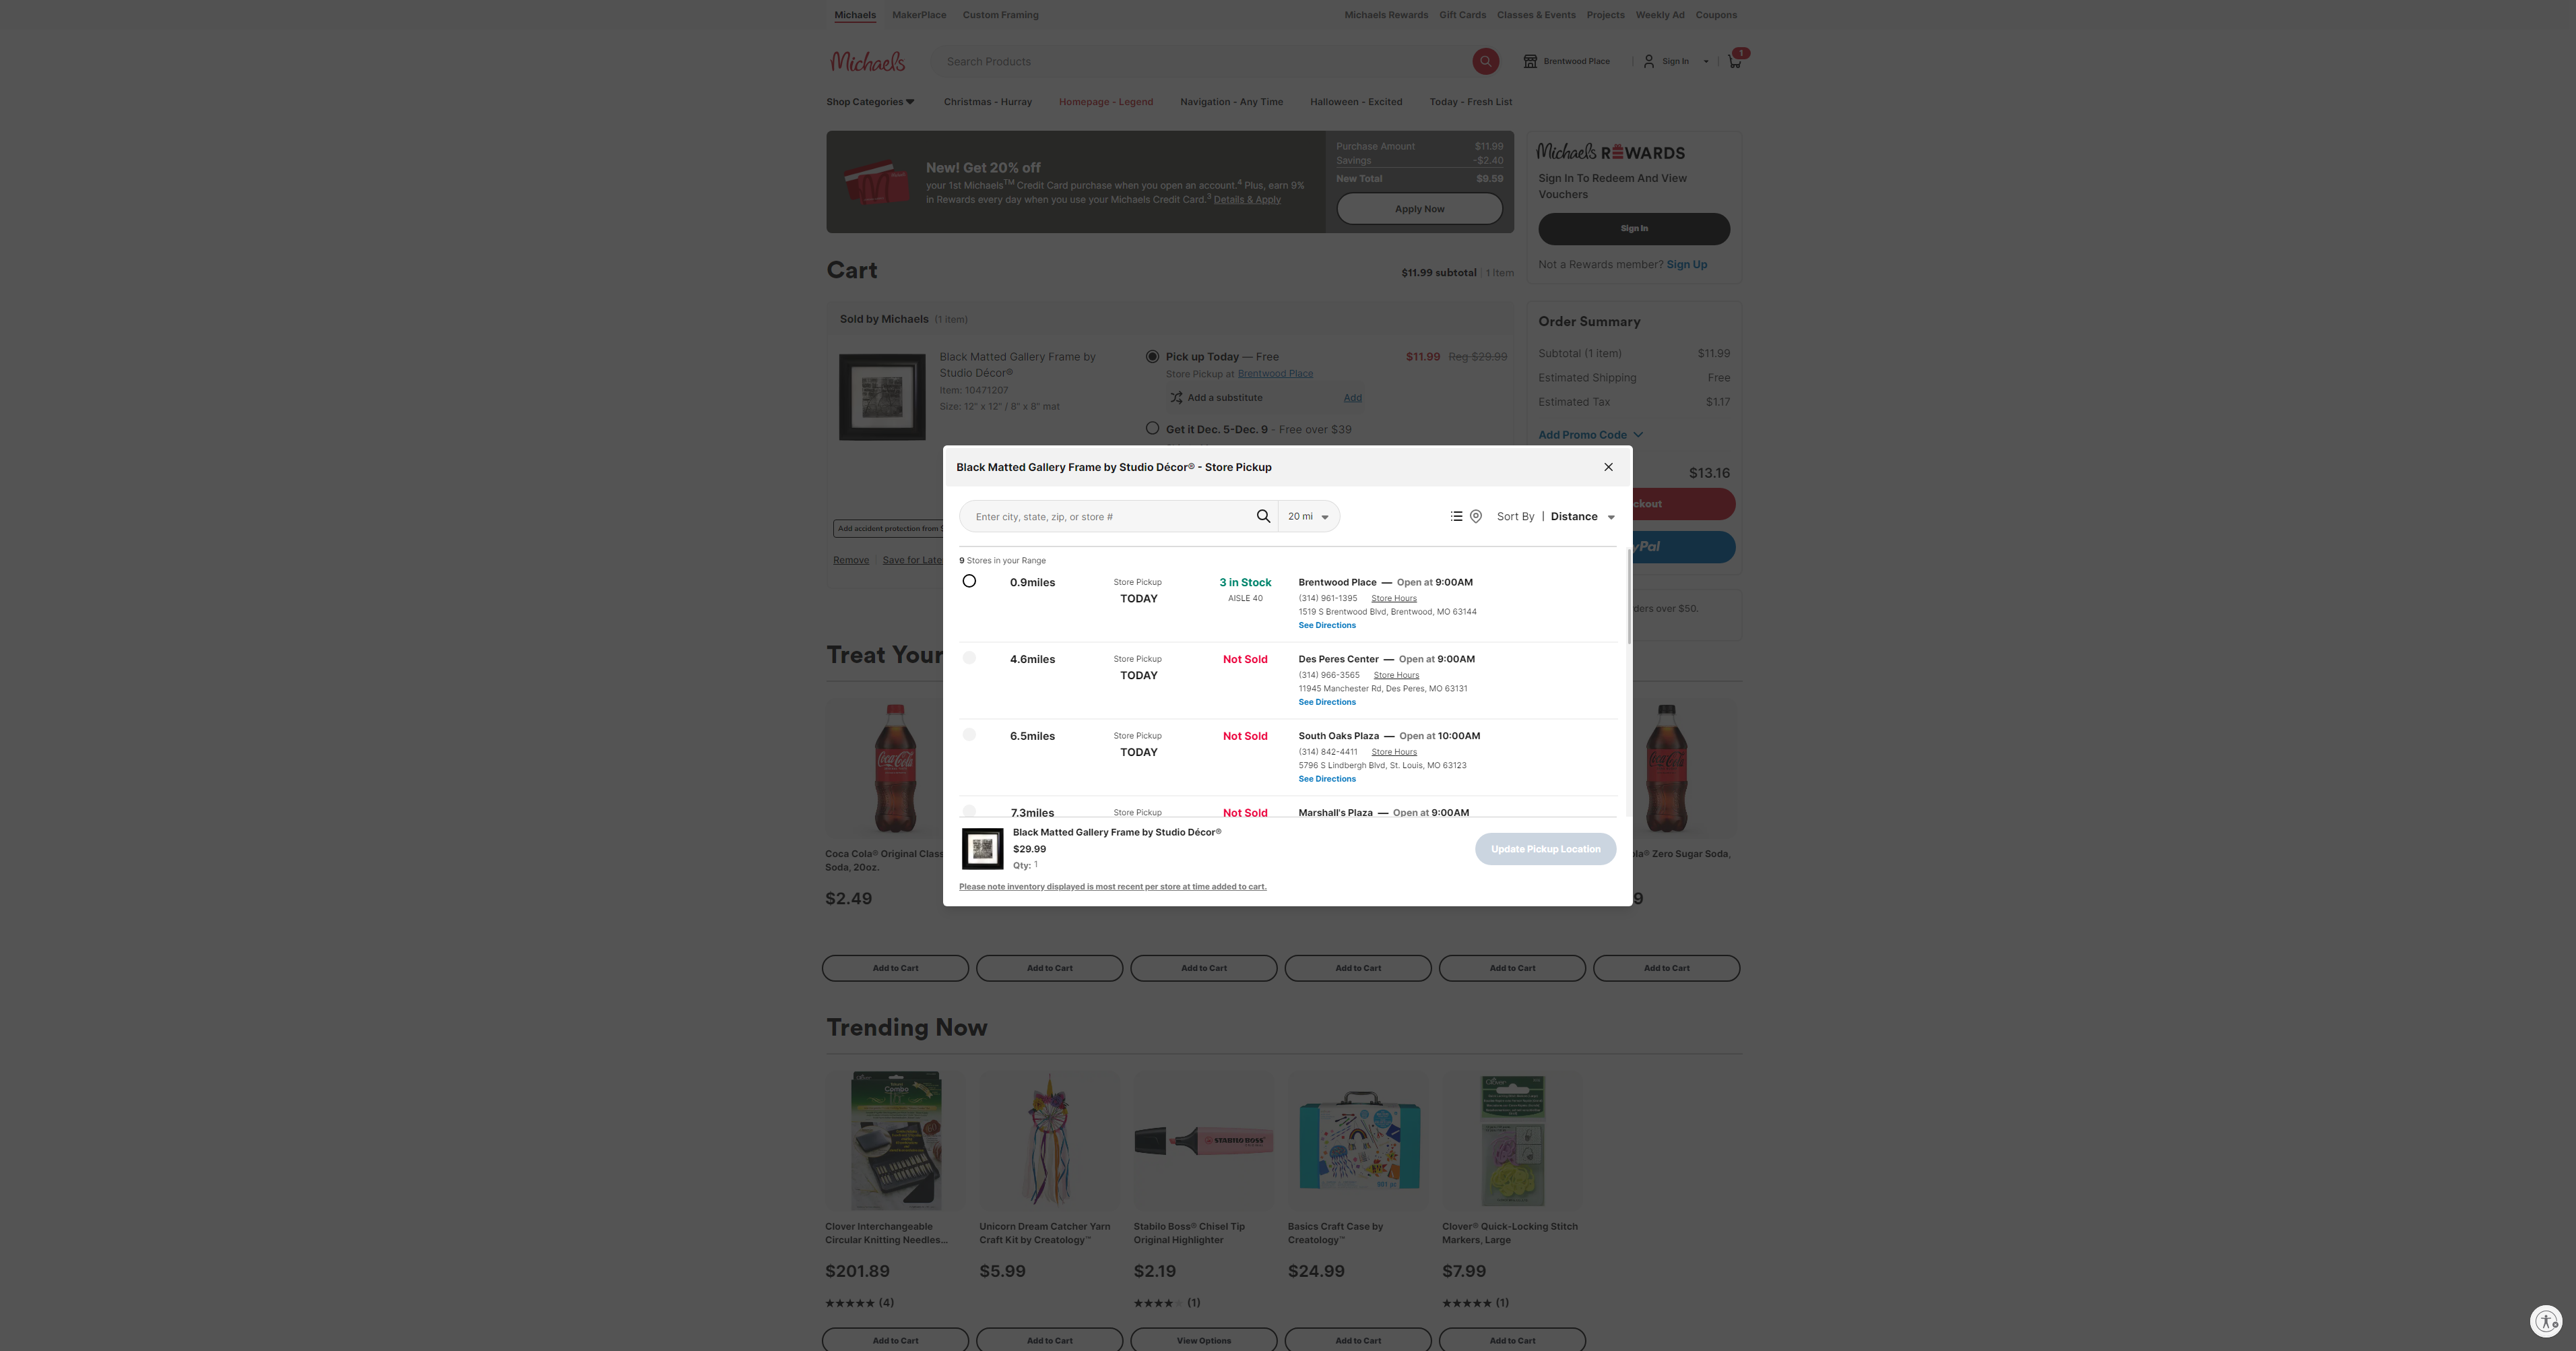 Michaels MakerPlace Custom Framing Michaels Rewards Gift Cards Classes & Events Projects Weekly Ad Coupons
Michaels Search Products Brentwood Place Sign In 1
Shop Categories Christmas - Hurray Homepage - Legend Navigation - Any Time Halloween - Excited Today - Fresh List
New! Get 20% off
your 1st Michaels™ Credit Card purchase when you open an account.⁴ Plus, earn 9%
in Rewards every day when you use your Michaels Credit Card.³ Details & Apply
Purchase Amount $11.99
Savings -$2.40
New Total $9.59
Apply Now
Michaels REWARDS
Sign In To Redeem And View
Vouchers
Sign In
Not a Rewards member? Sign Up
Cart $11.99 subtotal | 1 Item
Sold by Michaels (1 item)
Black Matted Gallery Frame by
Studio Décor®
Item: 10471207
Size: 12" x 12" / 8" x 8" mat
Pick up Today — Free
Store Pickup at Brentwood Place
Add a substitute Add
Get it Dec. 5-Dec. 9 - Free over $39
$11.99 Reg $29.99
Add accident protection from $
Remove Save for Late
Order Summary
Subtotal (1 item) $11.99
Estimated Shipping Free
Estimated Tax $1.17
Add Promo Code
$13.16
ckout
yPal
ders over $50.
Black Matted Gallery Frame by Studio Décor® - Store Pickup
Enter city, state, zip, or store # 20 mi Sort By | Distance
9 Stores in your Range
0.9miles Store Pickup 3 in Stock Brentwood Place — Open at 9:00AM
TODAY AISLE 40 (314) 961-1395 Store Hours
1519 S Brentwood Blvd, Brentwood, MO 63144
See Directions
4.6miles Store Pickup Not Sold Des Peres Center — Open at 9:00AM
TODAY (314) 966-3565 Store Hours
11945 Manchester Rd, Des Peres, MO 63131
See Directions
6.5miles Store Pickup Not Sold South Oaks Plaza — Open at 10:00AM
TODAY (314) 842-4411 Store Hours
5796 S Lindbergh Blvd, St. Louis, MO 63123
See Directions
7.3miles Store Pickup Not Sold Marshall's Plaza — Open at 9:00AM
Black Matted Gallery Frame by Studio Décor®
$29.99
Qty: 1
Update Pickup Location
Please note inventory displayed is most recent per store at time added to cart.
Treat Your
Coca-Cola
Coca Cola® Original Clas
Soda, 20oz.
$2.49
ola® Zero Sugar Soda,
9
Add to Cart Add to Cart Add to Cart Add to Cart Add to Cart Add to Cart
Trending Now
Clover
Combo
STABILO BOSS
Clover
Clover Interchangeable
Circular Knitting Needles...
$201.89
(4)
Unicorn Dream Catcher Yarn
Craft Kit by Creatology™
$5.99
Stabilo Boss® Chisel Tip
Original Highlighter
$2.19
(1)
Basics Craft Case by
Creatology™
$24.99
Clover® Quick-Locking Stitch
Markers, Large
$7.99
(1)
Add to Cart Add to Cart View Options Add to Cart Add to Cart